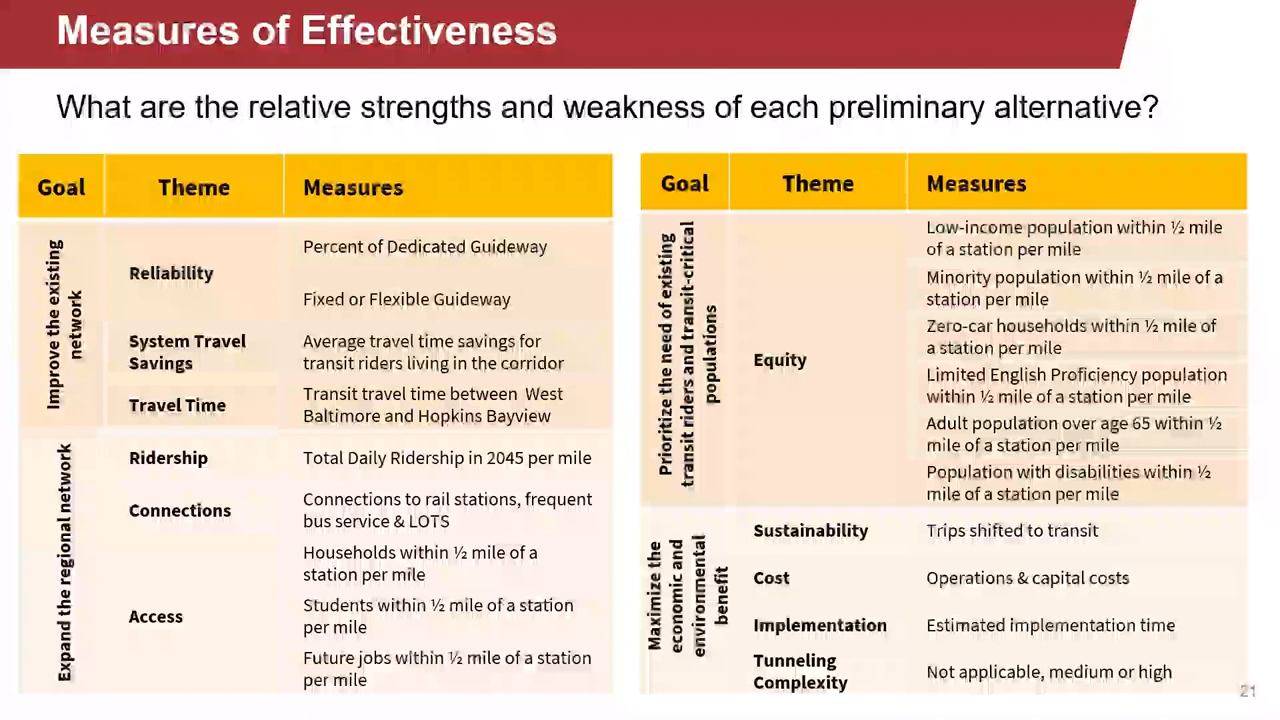 Measures of Effectiveness
What are the relative strengths and weakness of each preliminary alternative?
Goal Theme Measures
Improve the existing
network
Reliability
Percent of Dedicated Guideway
Fixed or Flexible Guideway
System Travel
Savings
Average travel time savings for
transit riders living in the corridor
Travel Time
Transit travel time between West
Baltimore and Hopkins Bayview
Expand the regional network
Ridership
Total Daily Ridership in 2045 per mile
Connections
Connections to rail stations, frequent
bus service & LOTS
Access
Households within ½ mile of a
station per mile
Students within ½ mile of a station
per mile
Future jobs within ½ mile of a station
per mile
Goal Theme Measures
Prioritize the need of existing
transit riders and transit-critical
populations
Equity
Low-income population within ½ mile
of a station per mile
Minority population within ½ mile of a
station per mile
Zero-car households within ½ mile of
a station per mile
Limited English Proficiency population
within ½ mile of a station per mile
Adult population over age 65 within ½
mile of a station per mile
Population with disabilities within ½
mile of a station per mile
Maximize the
economic and
environmental
benefit
Sustainability
Trips shifted to transit
Cost
Operations & capital costs
Implementation
Estimated implementation time
Tunneling
Complexity
Not applicable, medium or high
21